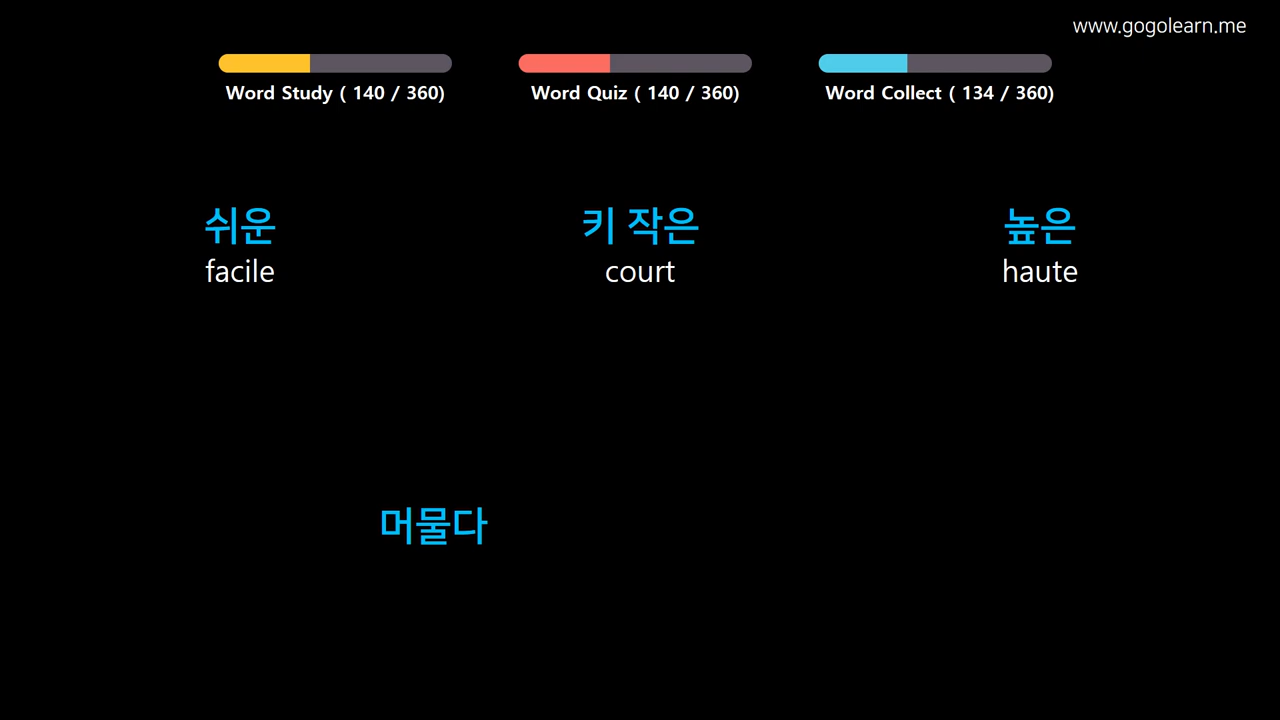 www.gogolearn.me
Word Study ( 140 / 360)
Word Quiz ( 140 / 360)
Word Collect ( 134 / 360)
쉬운
facile
키 작은
court
높은
haute
머물다